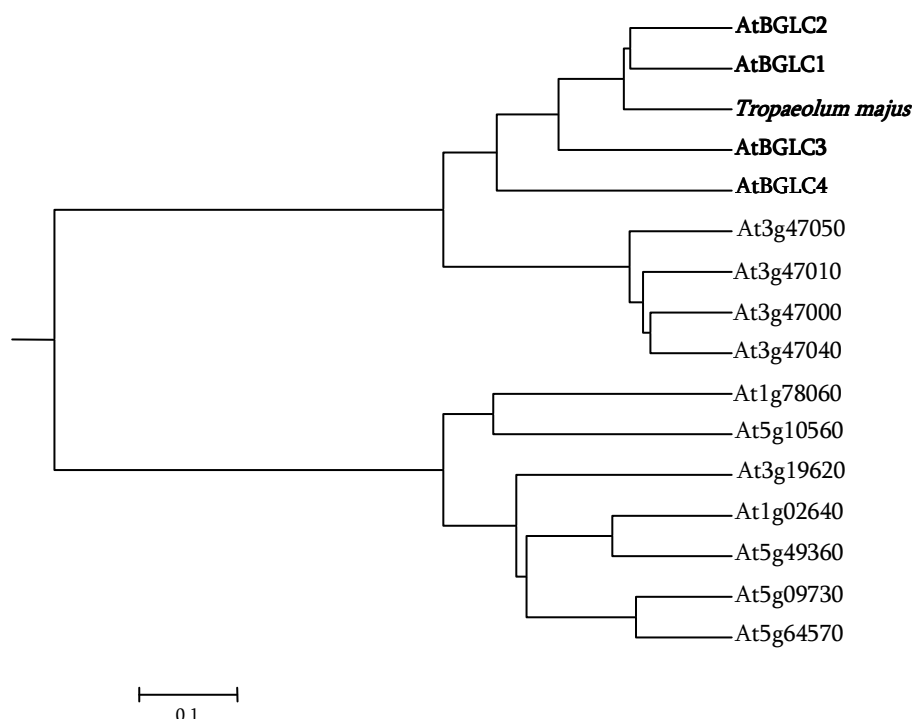 AtBGLC2
AtBGLC1
Tropaeolum majus
AtBGLC3
AtBGLC4
At3g47050
At3g47010
At3g47000
At3g47040
At1g78060
At5g10560
At3g19620
At1g02640
At5g49360
At5g09730
At5g64570
0.1